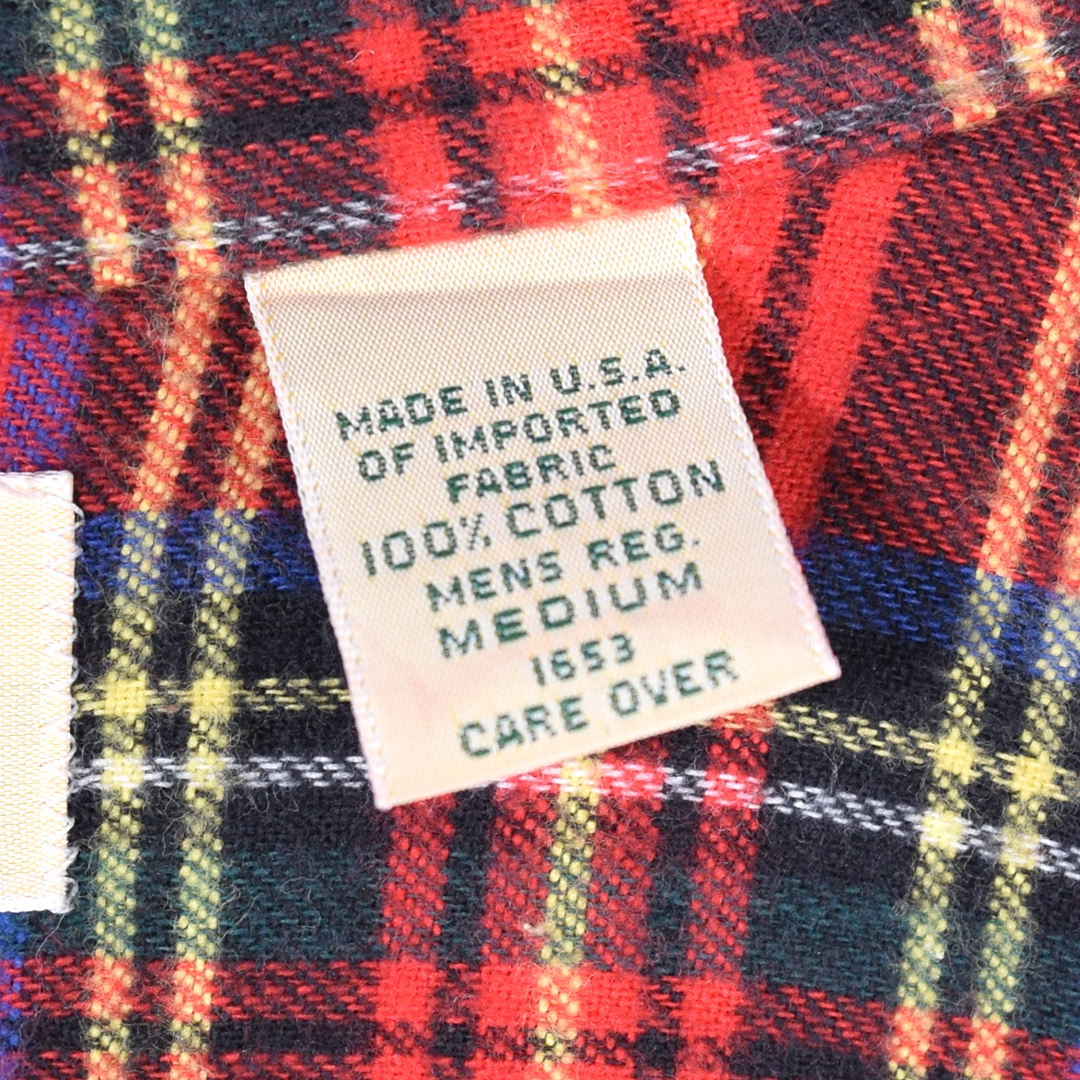 MADE IN U.S.A.
OF IMPORTED
FABRIC
100% COTTON
MENS REG.
MEDIUM
1653
CARE OVER